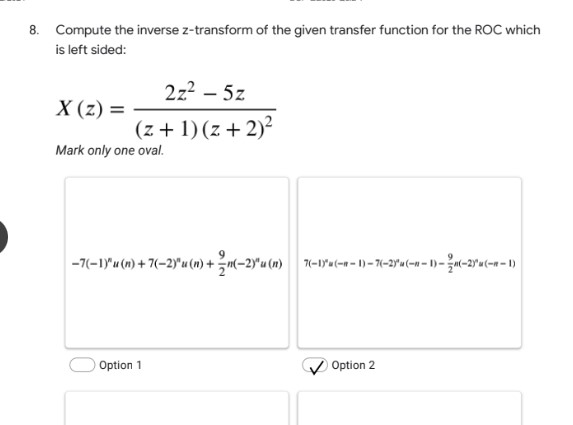 8. Compute the inverse z-transform of the given transfer function for the ROC which
is left sided:
X (z) = \frac{2z^2 – 5z}{(z + 1)(z + 2)^2}
Mark only one oval.
–7(–1)^n u (n) + 7(–2)^n u (n) + \frac{9}{2} n(–2)^n u (n)
7(–1)^n u (–n – 1) – 7(–2)^n u (–n – 1) – \frac{9}{2} n(–2)^n u (–n – 1)
Option 1
Option 2